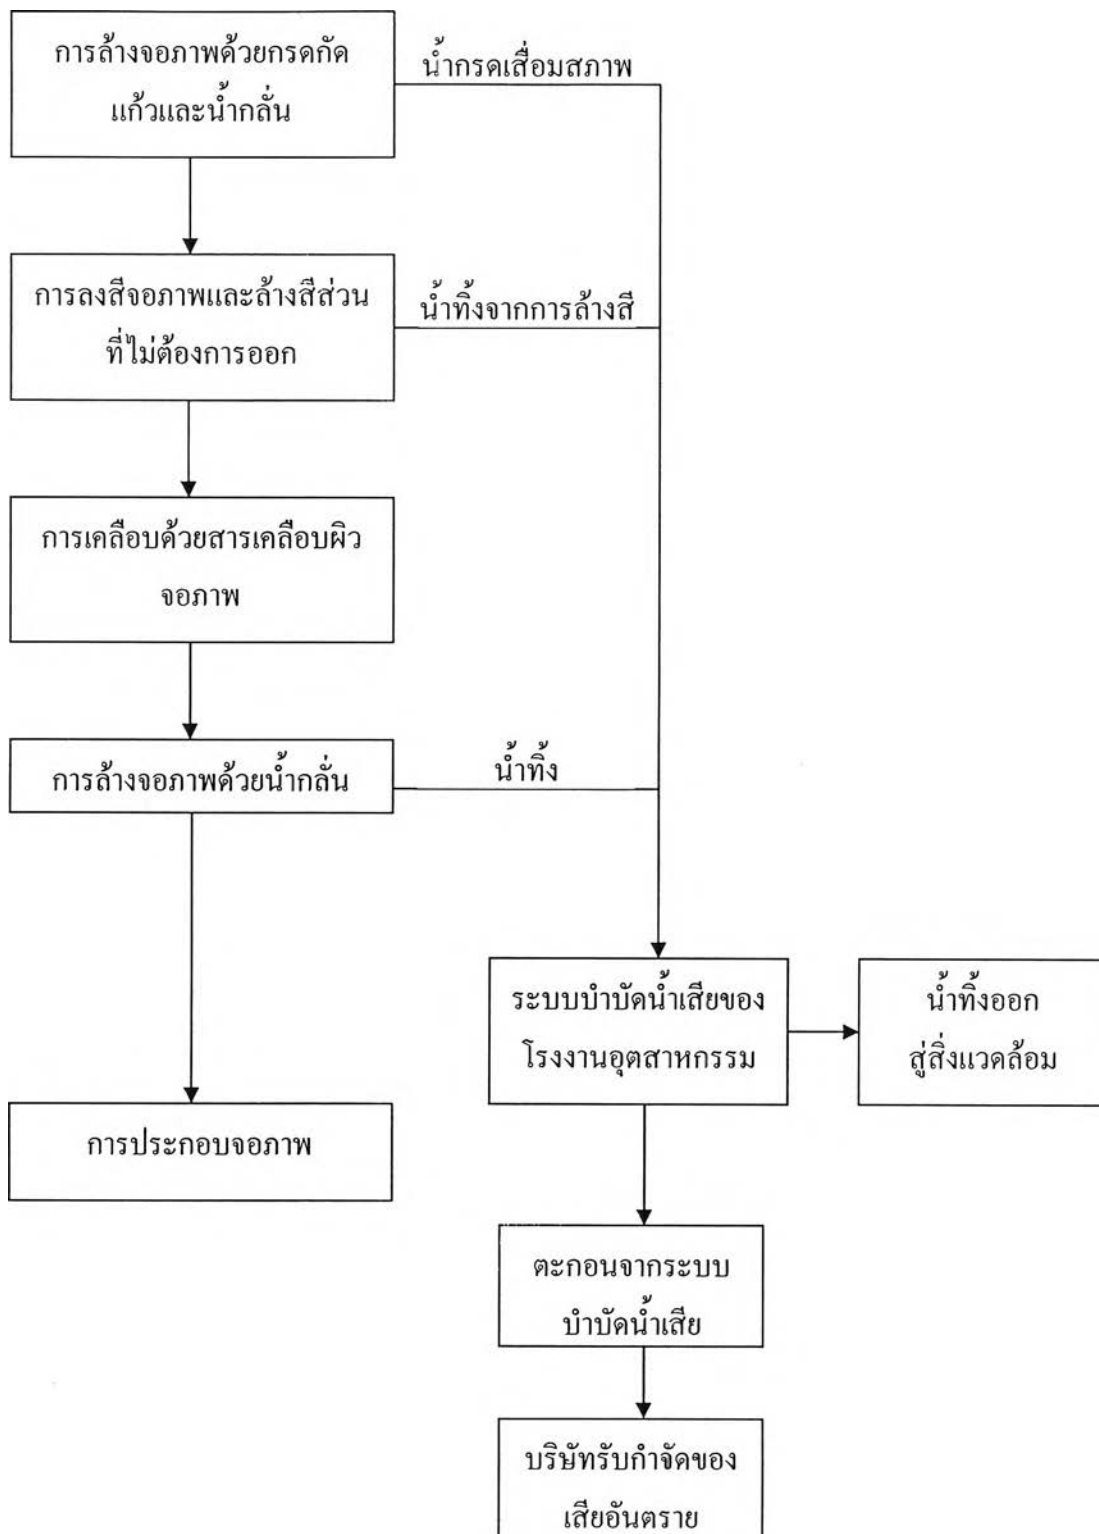 การล้างจอภาพด้วยกรดกัด
แก้วและน้ำกลั่น
น้ำกรดเสื่อมสภาพ
การลงสีจอภาพและล้างสีส่วน
ที่ไม่ต้องการออก
น้ำทิ้งจากการล้างสี
การเคลือบด้วยสารเคลือบผิว
จอภาพ
การล้างจอภาพด้วยน้ำกลั่น
น้ำทิ้ง
ระบบบำบัดน้ำเสียของ
โรงงานอุตสาหกรรม
น้ำทิ้งออก
สู่สิ่งแวดล้อม
การประกอบจอภาพ
ตะกอนจากระบบ
บำบัดน้ำเสีย
บริษัทรับกำจัดของ
เสียอันตราย